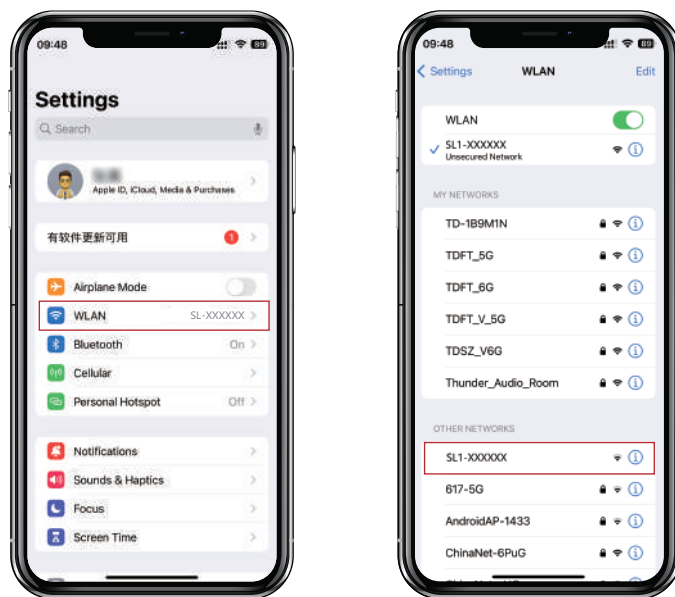 09:48
89
Settings
Search
Apple ID, iCloud, Media & Purchases
有软件更新可用
1
Airplane Mode
WLAN SL-XXXXXX
Bluetooth On
Cellular
Personal Hotspot Off
Notifications
Sounds & Haptics
Focus
Screen Time
09:48
89
Settings WLAN Edit
WLAN
SL1-XXXXXX
Unsecured Network
MY NETWORKS
TD-1B9M1N
TDFT_5G
TDFT_6G
TDFT_V_5G
TDSZ_V6G
Thunder_Audio_Room
OTHER NETWORKS
SL1-XXXXXX
617-5G
AndroidAP-1433
ChinaNet-6PuG